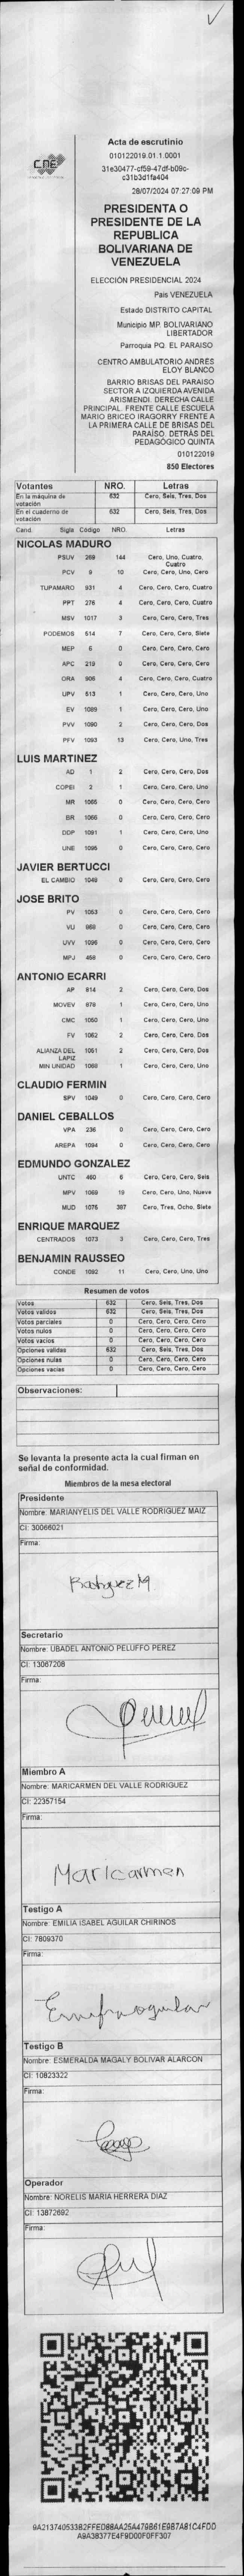 CNE
Acta de escrutinio
010122019.01.1.0001
31e30477-cf59-47df-b09c-
c31b3d1fa404
28/07/2024 07:27:09 PM
PRESIDENTA O
PRESIDENTE DE LA
REPUBLICA
BOLIVARIANA DE
VENEZUELA
ELECCIÓN PRESIDENCIAL 2024
País VENEZUELA
Estado DISTRITO CAPITAL
Municipio MP. BOLIVARIANO
LIBERTADOR
Parroquia PQ. EL PARAISO
CENTRO AMBULATORIO ANDRÉS
ELOY BLANCO
BARRIO BRISAS DEL PARAISO
SECTOR A IZQUIERDA AVENIDA
ARISMENDI. DERECHA CALLE
PRINCIPAL. FRENTE CALLE ESCUELA
MARIO BRICEO IRAGORRY FRENTE A
LA PRIMERA CALLE DE BRISAS DEL
PARAÍSO. DETRÁS DEL
PEDAGÓGICO QUINTA
010122019
850 Electores
Votantes NRO. Letras
En la máquina de votación 632 Cero, Seis, Tres, Dos
En el cuaderno de votación 632 Cero, Seis, Tres, Dos
Cand. Sigla Código NRO. Letras
NICOLAS MADURO
PSUV 269 144 Cero, Uno, Cuatro, Cuatro
PCV 9 10 Cero, Cero, Uno, Cero
TUPAMARO 931 4 Cero, Cero, Cero, Cuatro
PPT 276 4 Cero, Cero, Cero, Cuatro
MSV 1017 3 Cero, Cero, Cero, Tres
PODEMOS 514 7 Cero, Cero, Cero, Siete
MEP 6 0 Cero, Cero, Cero, Cero
APC 219 0 Cero, Cero, Cero, Cero
ORA 906 4 Cero, Cero, Cero, Cuatro
UPV 513 1 Cero, Cero, Cero, Uno
EV 1089 1 Cero, Cero, Cero, Uno
PVV 1090 2 Cero, Cero, Cero, Dos
PFV 1093 13 Cero, Cero, Uno, Tres
LUIS MARTINEZ
AD 1 2 Cero, Cero, Cero, Dos
COPEI 2 1 Cero, Cero, Cero, Uno
MR 1065 0 Cero, Cero, Cero, Cero
BR 1066 0 Cero, Cero, Cero, Cero
DDP 1091 1 Cero, Cero, Cero, Uno
UNE 1095 0 Cero, Cero, Cero, Cero
JAVIER BERTUCCI
EL CAMBIO 1048 0 Cero, Cero, Cero, Cero
JOSE BRITO
PV 1053 0 Cero, Cero, Cero, Cero
VU 968 0 Cero, Cero, Cero, Cero
UVV 1096 0 Cero, Cero, Cero, Cero
MPJ 458 0 Cero, Cero, Cero, Cero
ANTONIO ECARRI
AP 914 2 Cero, Cero, Cero, Dos
MOVEV 878 1 Cero, Cero, Cero, Uno
CMC 1050 1 Cero, Cero, Cero, Uno
FV 1062 2 Cero, Cero, Cero, Dos
ALIANZA DEL LAPIZ 1051 2 Cero, Cero, Cero, Dos
MIN UNIDAD 1088 1 Cero, Cero, Cero, Uno
CLAUDIO FERMIN
SPV 1049 0 Cero, Cero, Cero, Cero
DANIEL CEBALLOS
VPA 236 0 Cero, Cero, Cero, Cero
AREPA 1094 0 Cero, Cero, Cero, Cero
EDMUNDO GONZALEZ
UNTC 460 6 Cero, Cero, Cero, Seis
MPV 1069 19 Cero, Cero, Uno, Nueve
MUD 1075 387 Cero, Tres, Ocho, Siete
ENRIQUE MARQUEZ
CENTRADOS 1073 3 Cero, Cero, Cero, Tres
BENJAMIN RAUSSEO
CONDE 1092 11 Cero, Cero, Uno, Uno
Resumen de votos
Votos 632 Cero, Seis, Tres, Dos
Votos validos 632 Cero, Seis, Tres, Dos
Votos parciales 0 Cero, Cero, Cero, Cero
Votos nulos 0 Cero, Cero, Cero, Cero
Votos vacios 0 Cero, Cero, Cero, Cero
Opciones validas 632 Cero, Seis, Tres, Dos
Opciones nulas 0 Cero, Cero, Cero, Cero
Opciones vacias 0 Cero, Cero, Cero, Cero
Observaciones:
Se levanta la presente acta la cual firman en
señal de conformidad.
Miembros de la mesa electoral
Presidente
Nombre: MARIANYELIS DEL VALLE RODRIGUEZ MAIZ
CI: 30066021
Firma:
Rodriguez M
Secretario
Nombre: UBADEL ANTONIO PELUFFO PEREZ
CI: 13067208
Firma:
Miembro A
Nombre: MARICARMEN DEL VALLE RODRIGUEZ
CI: 22357154
Firma:
Maricarmen
Testigo A
Nombre: EMILIA ISABEL AGUILAR CHIRINOS
CI: 7809370
Firma:
Testigo B
Nombre: ESMERALDA MAGALY BOLIVAR ALARCON
CI: 10823322
Firma:
Operador
Nombre: NORELIS MARIA HERRERA DIAZ
CI: 13872692
Firma:
9A213740533B2FFED88AA25A479B61E9B7A81C4FDD
A9A38377E4F9D00F0FF307